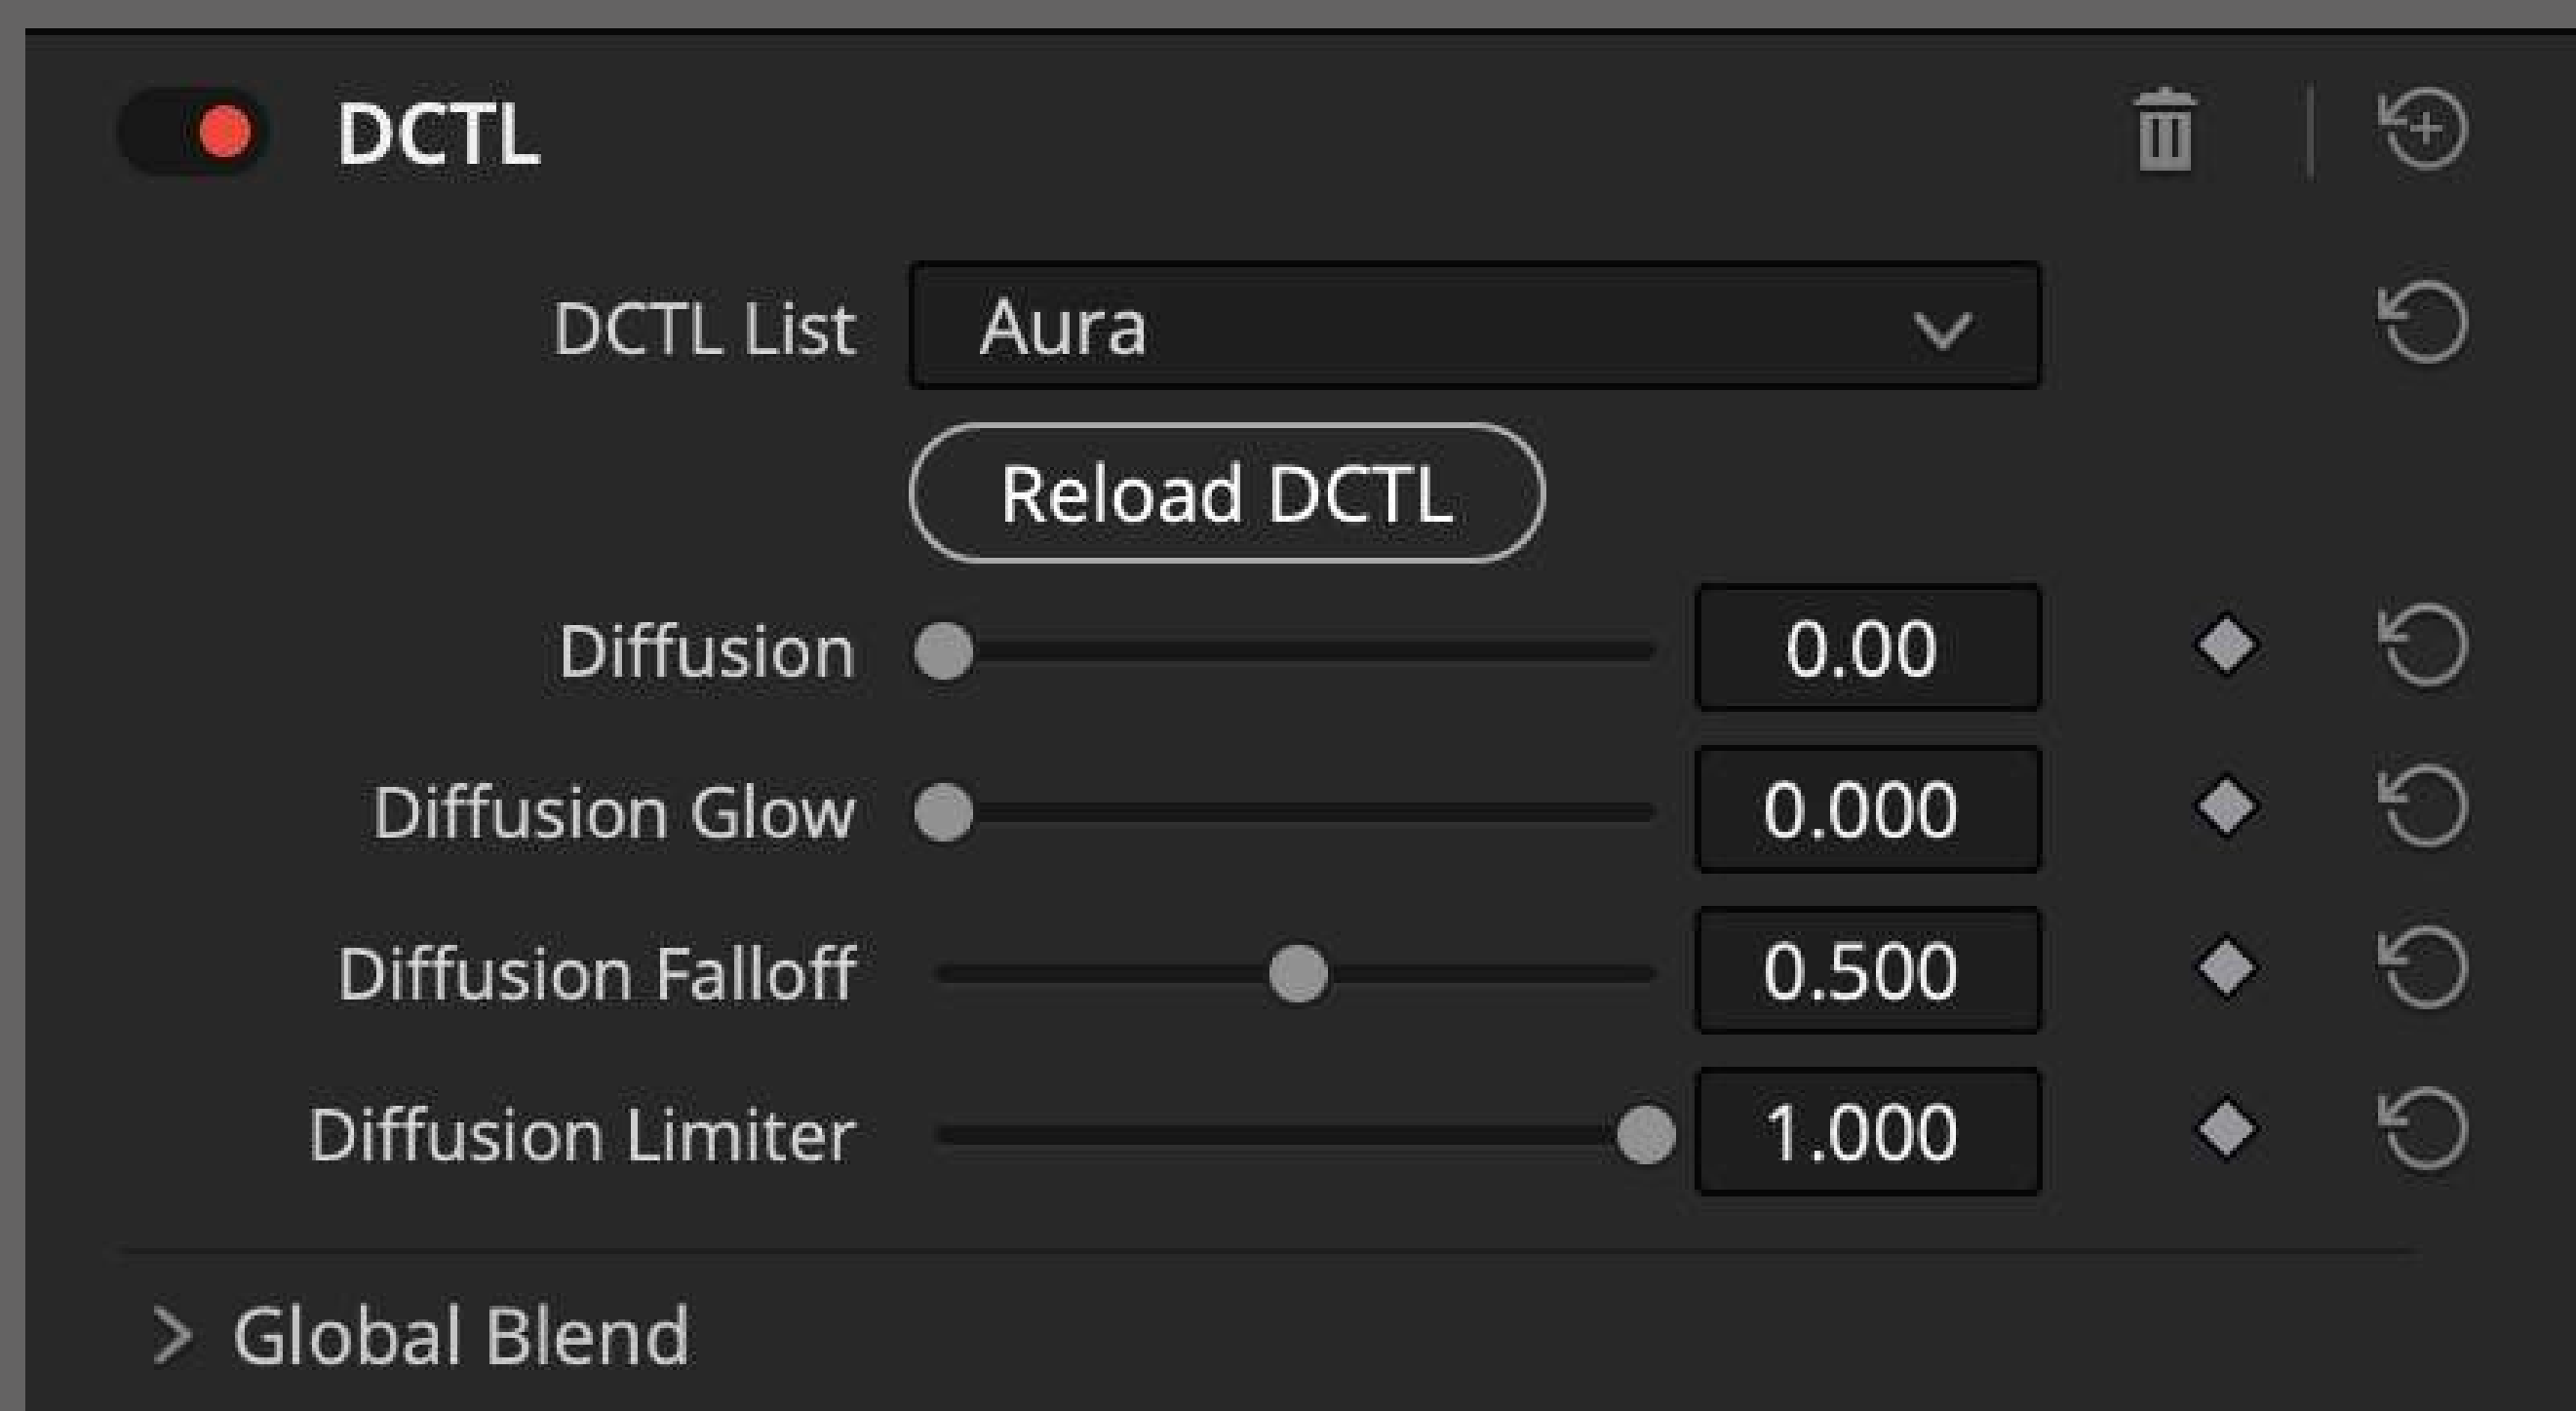 DCTL
DCTL List Aura
Reload DCTL
Diffusion 0.00
Diffusion Glow 0.000
Diffusion Falloff 0.500
Diffusion Limiter 1.000
Global Blend